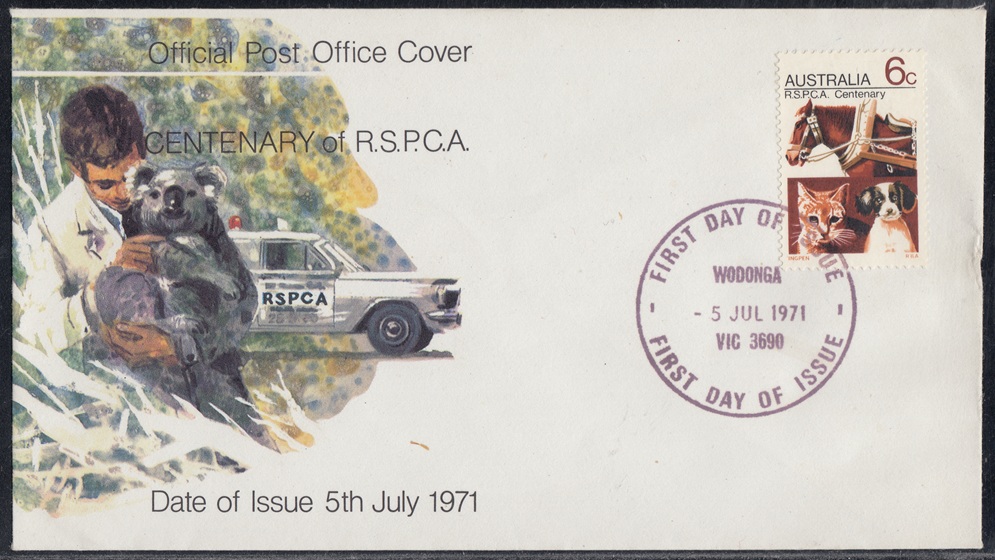 Official Post Office Cover
CENTENARY of R.S.P.C.A.
RSPCA
Date of Issue 5th July 1971
AUSTRALIA 6c
R.S.P.C.A. Centenary
INGPEN
FIRST DAY OF ISSUE
WODONGA
- 5 JUL 1971
VIC 3690
FIRST DAY OF ISSUE